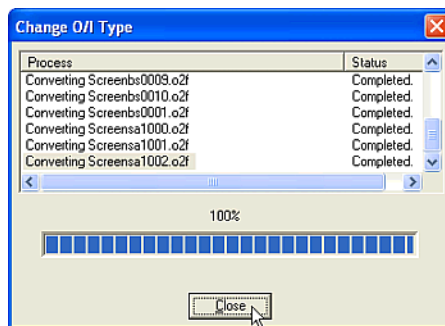 Change O/I Type
Process Status
Converting Screenbs0009.o2f Completed.
Converting Screenbs0010.o2f Completed.
Converting Screenbs0001.o2f Completed.
Converting Screensa1000.o2f Completed.
Converting Screensa1001.o2f Completed.
Converting Screensa1002.o2f Completed.
100%
Close